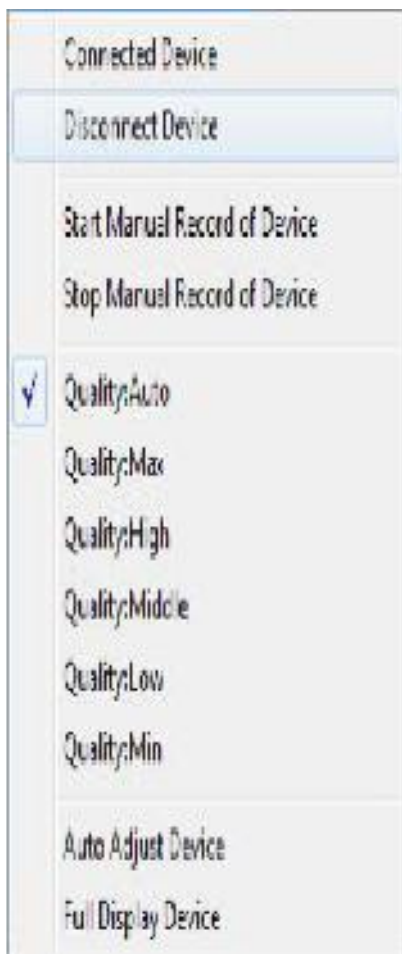 Connected Device
Disconnect Device
Start Manual Record of Device
Stop Manual Record of Device
Quality:Auto
Quality:Max
Quality:High
Quality:Middle
Quality:Low
Quality:Min
Auto Adjust Device
Full Display Device